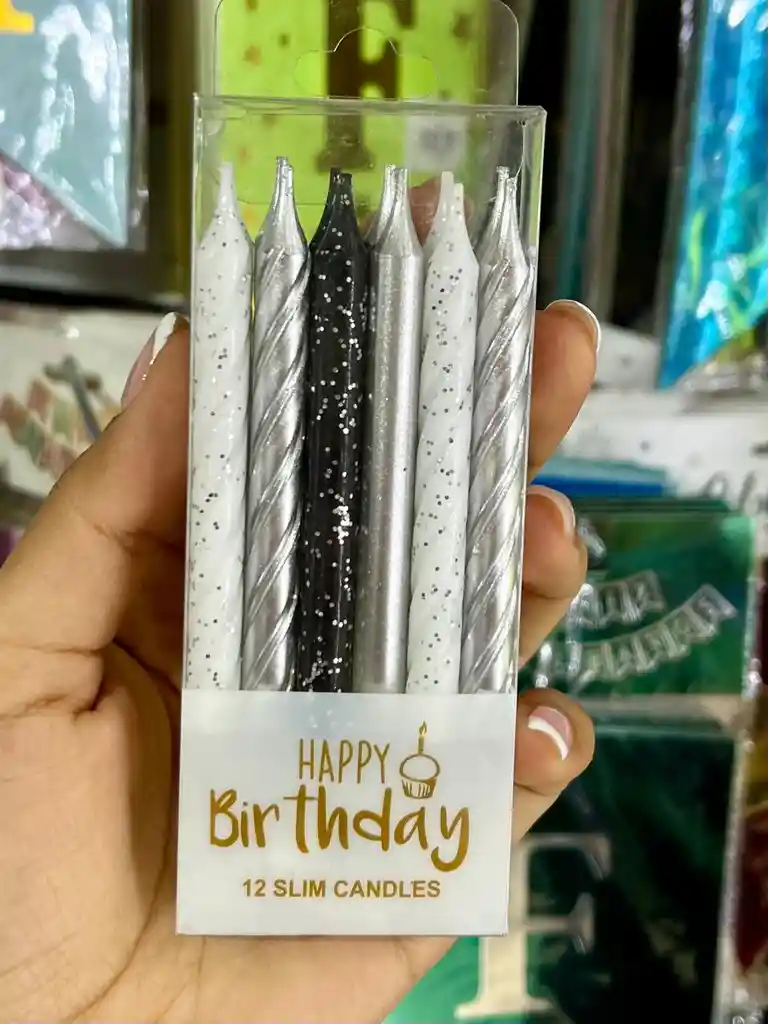 F
HAPPY
Birthday
12 SLIM CANDLES
F